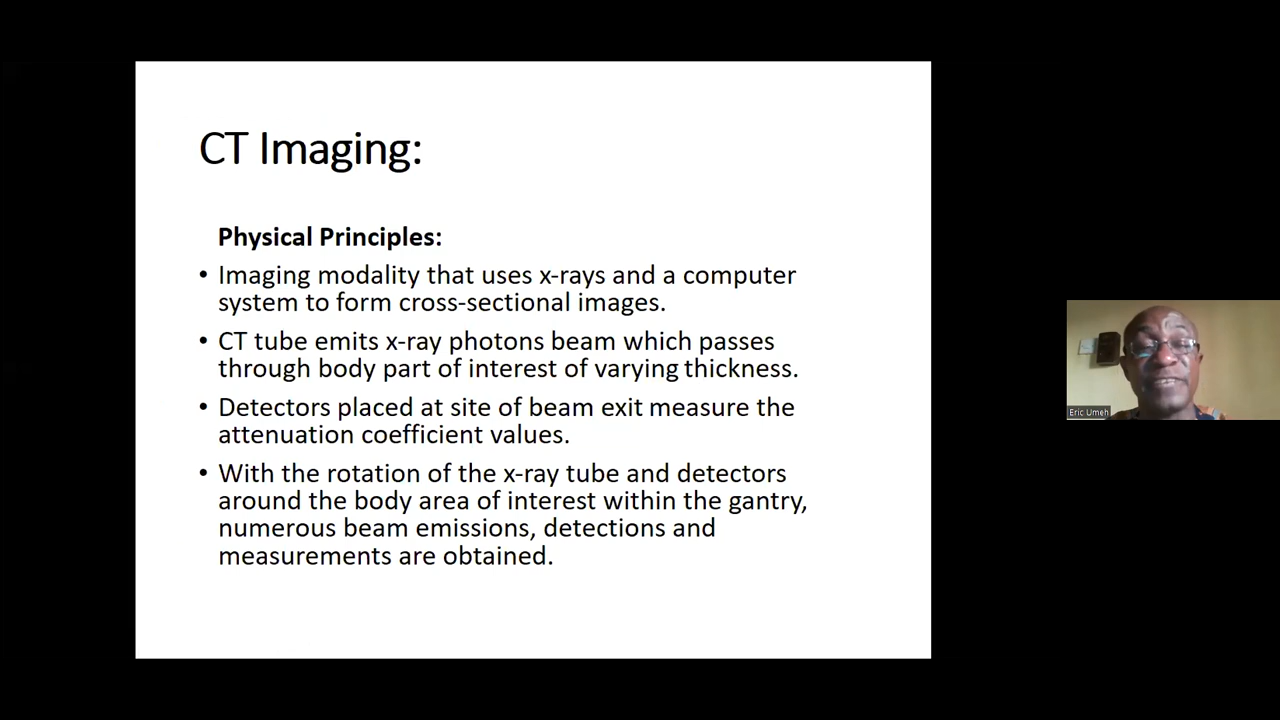 CT Imaging:
Physical Principles:
• Imaging modality that uses x-rays and a computer
system to form cross-sectional images.
• CT tube emits x-ray photons beam which passes
through body part of interest of varying thickness.
• Detectors placed at site of beam exit measure the
attenuation coefficient values.
• With the rotation of the x-ray tube and detectors
around the body area of interest within the gantry,
numerous beam emissions, detections and
measurements are obtained.
Eric Umeh